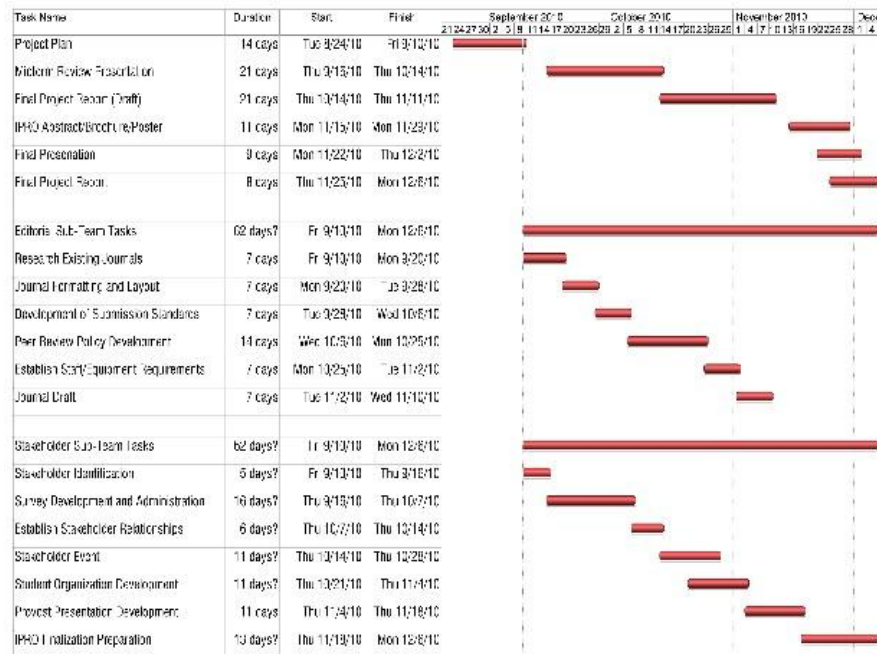 Task Name Duration Start Finish September 2010 October 2010 November 2010
Project Plan 14 days Tue 8/24/10 Fri 9/10/10
Midterm Review Presentation 21 days Thu 9/16/10 Thu 10/14/10
Final Project Report (Draft) 21 days Thu 10/14/10 Thu 11/11/10
IPRO Abstract/Brochure/Poster 11 days Mon 11/15/10 Mon 11/29/10
Final Presenation 9 days Mon 11/22/10 Thu 12/2/10
Final Project Report 8 days Thu 11/25/10 Mon 12/6/10
Editorial Sub-Team Tasks 62 days? Fri 9/10/10 Mon 12/6/10
Research Existing Journals 7 days Fri 9/10/10 Mon 9/20/10
Journal Formatting and Layout 7 days Mon 9/20/10 Tue 9/28/10
Development of Submission Standards 7 days Tue 9/28/10 Wed 10/6/10
Peer Review Policy Development 14 days Wed 10/6/10 Mon 10/25/10
Establish Requirements 7 days Mon 10/25/10 Tue 11/2/10
Journal Draft 7 days Tue 11/2/10 Wed 11/10/10
Stakeholder Sub-Team Tasks 62 days? Fri 9/10/10 Mon 12/6/10
Stakeholder Identification 5 days? Fri 9/10/10 Thu 9/16/10
Survey Development and Administration 16 days? Thu 9/16/10 Thu 10/7/10
Establish Stakeholder Relationships 6 days? Thu 10/7/10 Thu 10/14/10
Stakeholder Event 11 days? Thu 10/14/10 Thu 10/28/10
Student Organization Development 11 days? Thu 10/21/10 Thu 11/4/10
Provost Presentation Development 11 days Thu 11/4/10 Thu 11/18/10
IPRO Finalization Preparation 13 days? Thu 11/18/10 Mon 12/6/10